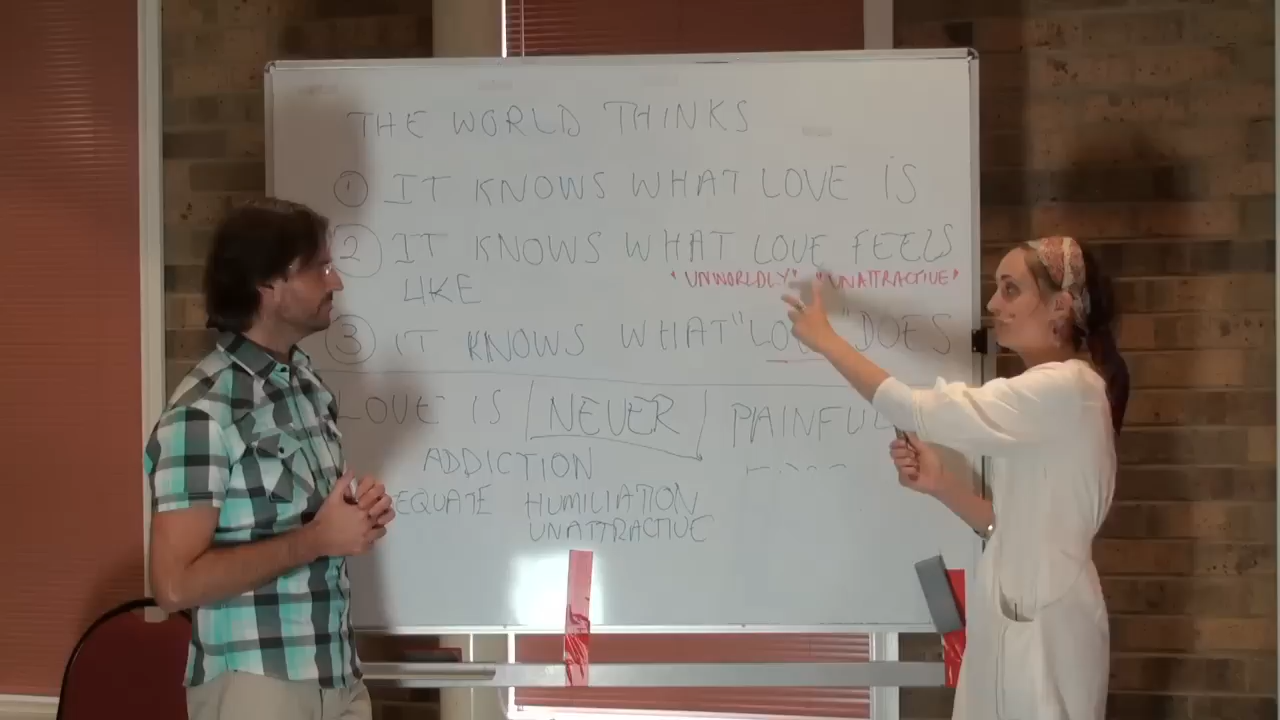 THE WORLD THINKS
① IT KNOWS WHAT LOVE IS
② IT KNOWS WHAT LOVE FEELS
"UNWORLDLY" "UNATTRACTIVE"
LIKE
③ IT KNOWS WHAT "LOVE" DOES
LOVE IS NEVER PAINFUL
ADDICTION
EQUATE HUMILIATION
UNATTRACTIVE